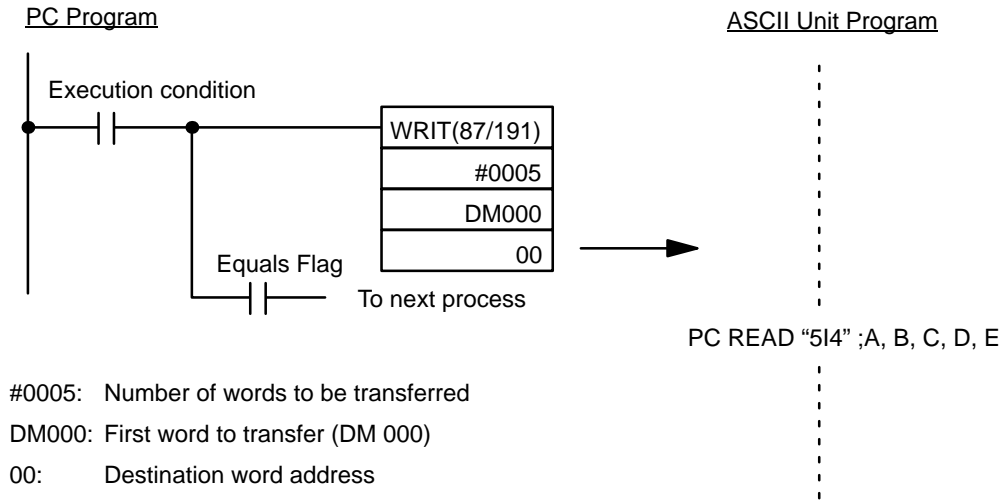 PC Program
ASCII Unit Program
Execution condition
WRIT(87/191)
#0005
DM000
00
Equals Flag
To next process
PC READ “5I4” ;A, B, C, D, E
#0005: Number of words to be transferred
DM000: First word to transfer (DM 000)
00: Destination word address